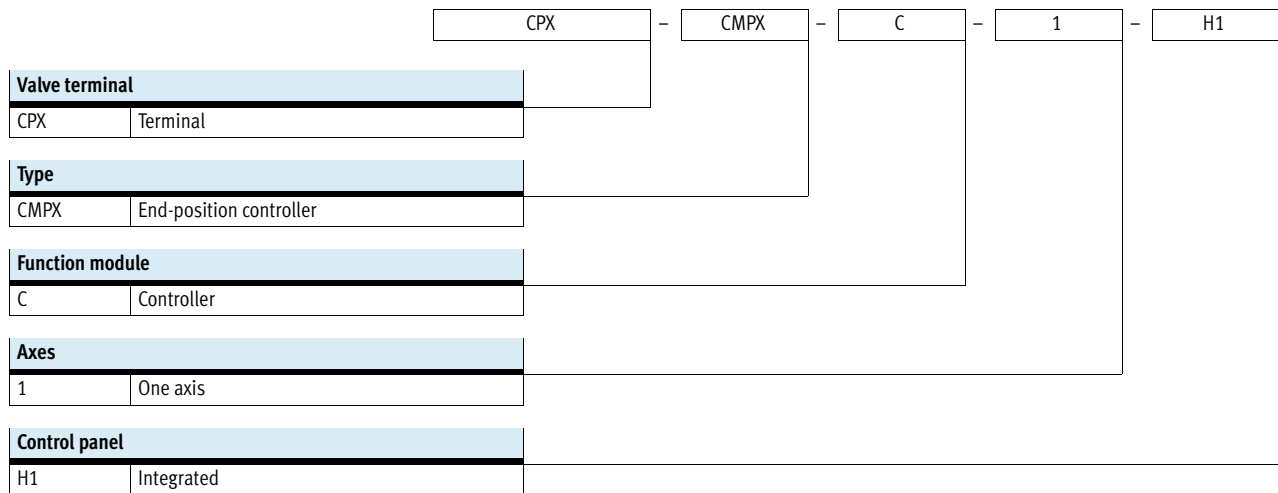 CPX – CMPX – C – 1 – H1
Valve terminal
CPX Terminal
Type
CMPX End-position controller
Function module
C Controller
Axes
1 One axis
Control panel
H1 Integrated